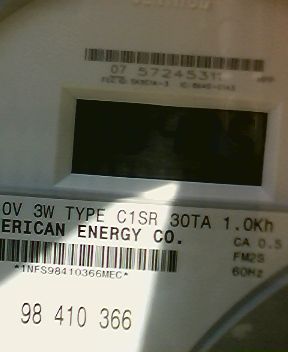 07 5724531
0V 3W TYPE C1SR 30TA 1.0Kh
ERICAN ENERGY CO.
CA 0.5
FM2S
*1NFS98410366MEC*
60Hz
98 410 366